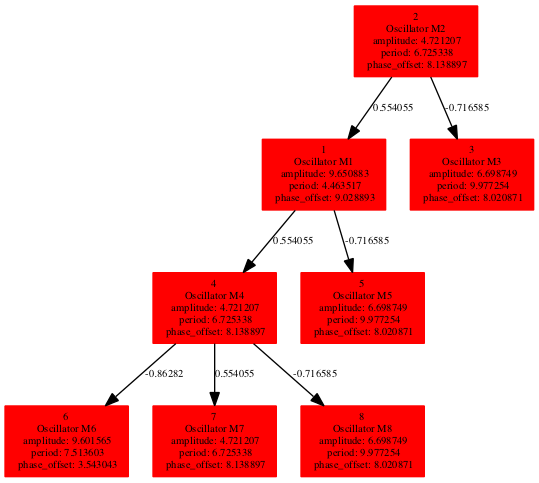 2
Oscillator M2
amplitude: 4.721207
period: 6.725338
phase_offset: 8.138897
0.554055
-0.716585
1
Oscillator M1
amplitude: 9.650883
period: 4.463517
phase_offset: 9.028893
3
Oscillator M3
amplitude: 6.698749
period: 9.977254
phase_offset: 8.020871
0.554055
-0.716585
4
Oscillator M4
amplitude: 4.721207
period: 6.725338
phase_offset: 8.138897
5
Oscillator M5
amplitude: 6.698749
period: 9.977254
phase_offset: 8.020871
-0.86282
0.554055
-0.716585
6
Oscillator M6
amplitude: 9.601565
period: 7.513603
phase_offset: 3.543043
7
Oscillator M7
amplitude: 4.721207
period: 6.725338
phase_offset: 8.138897
8
Oscillator M8
amplitude: 6.698749
period: 9.977254
phase_offset: 8.020871